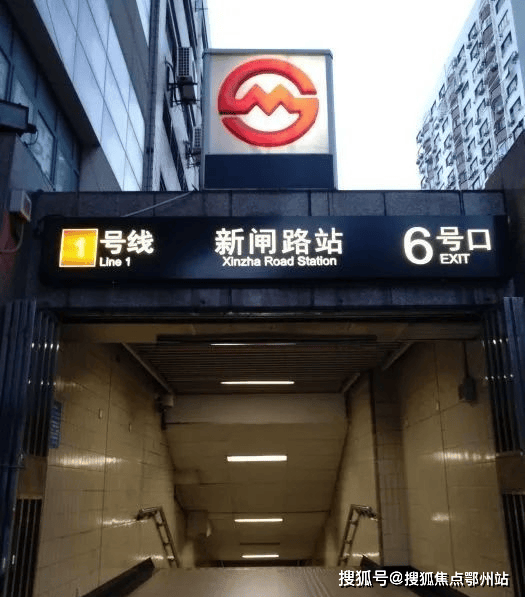 1号线
Line 1
新闸路站
Xinzha Road Station
6号口
EXIT
搜狐号@搜狐焦点鄂州站